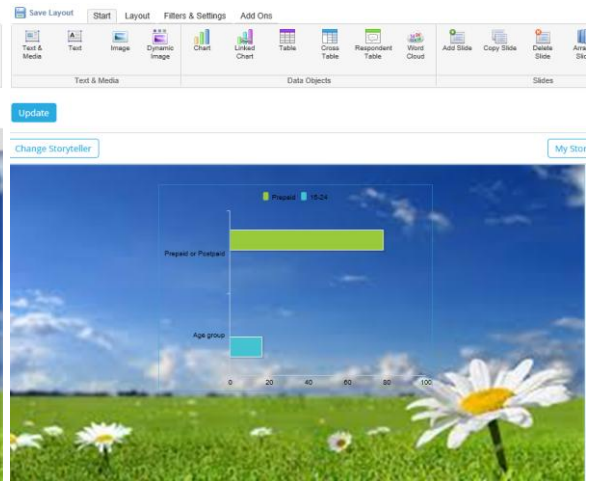 Save Layout Start Layout Filters & Settings Add Ons
Text & Media Text Image Dynamic Image Chart Linked Chart Table Cross Table Respondent Table Word Cloud Add Slide Copy Slide Delete Slide
Text & Media Data Objects Slides
Update
Change Storyteller My Stor
Prepaid 15-24
Prepaid or Postpaid
Age group
0 20 40 60 80 100